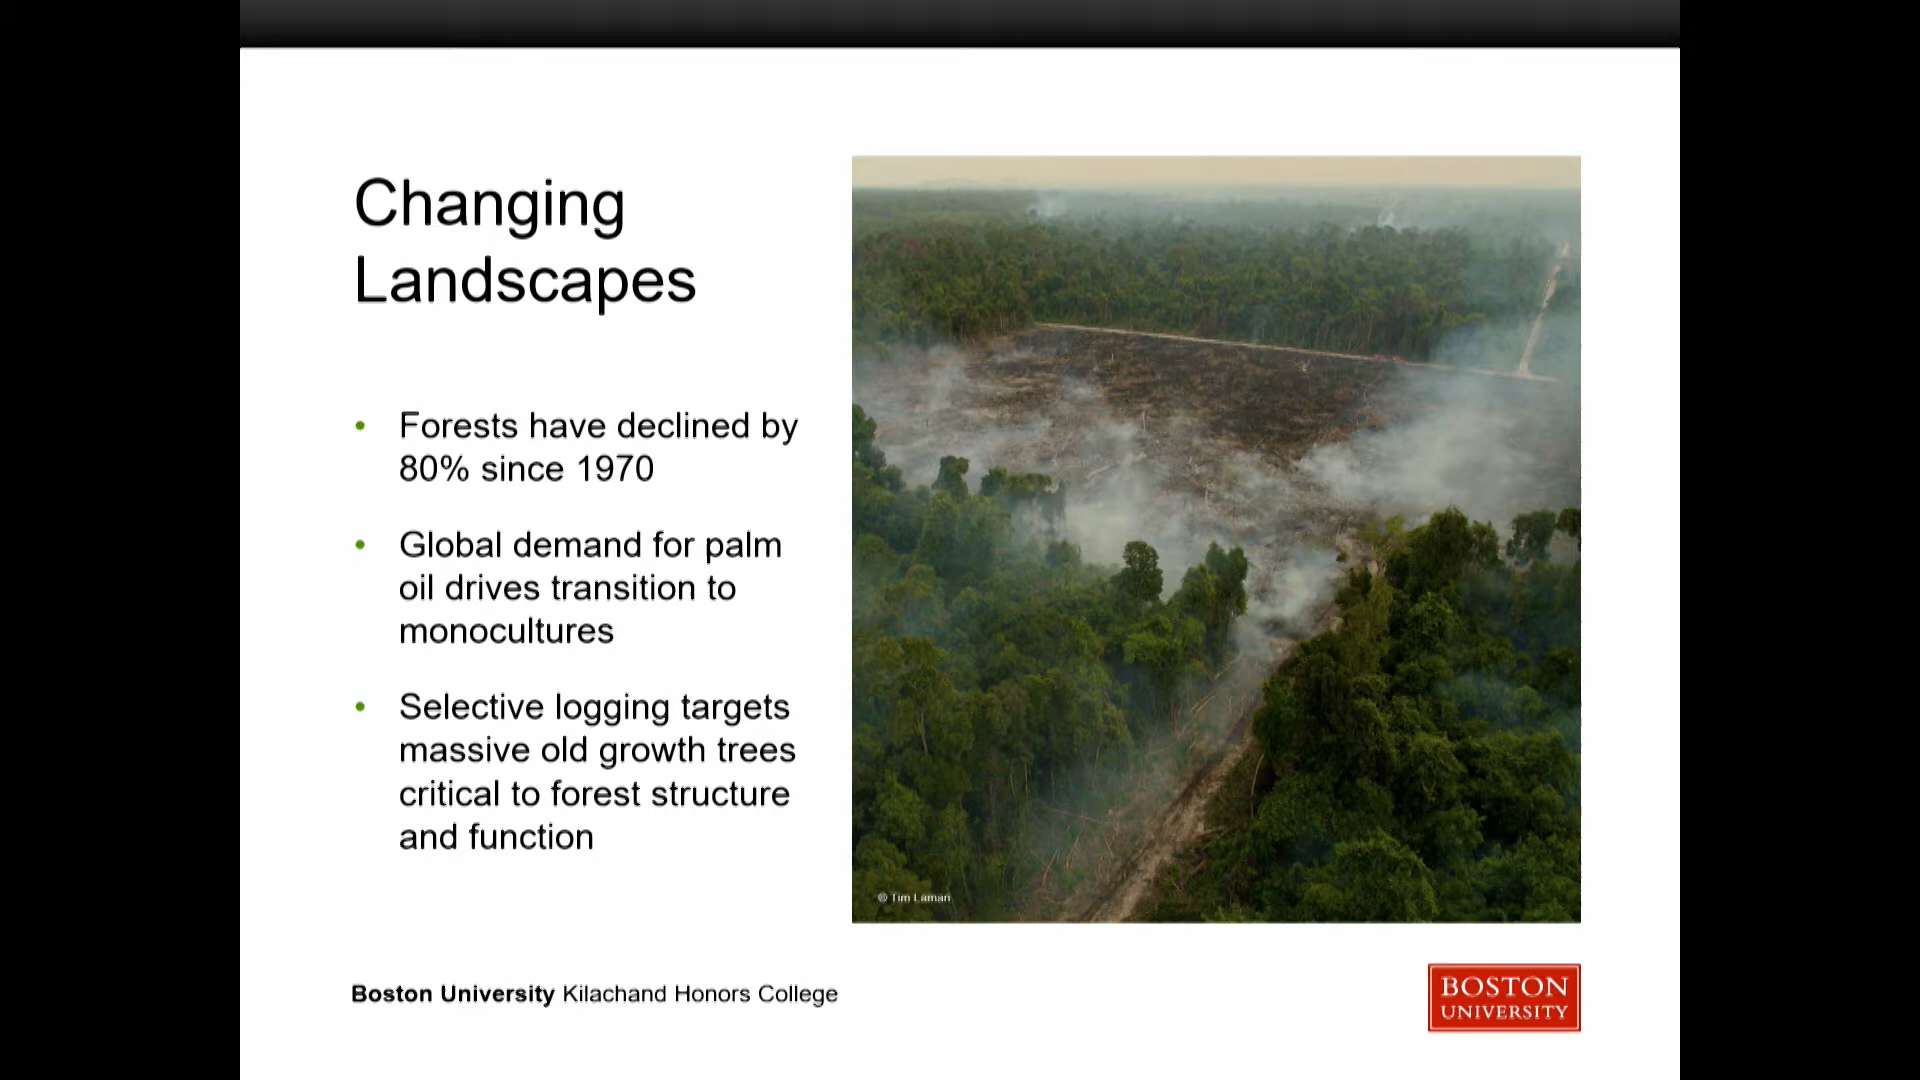 Changing
Landscapes
• Forests have declined by
80% since 1970
• Global demand for palm
oil drives transition to
monocultures
• Selective logging targets
massive old growth trees
critical to forest structure
and function
© Tim Laman
Boston University Kilachand Honors College
BOSTON
UNIVERSITY